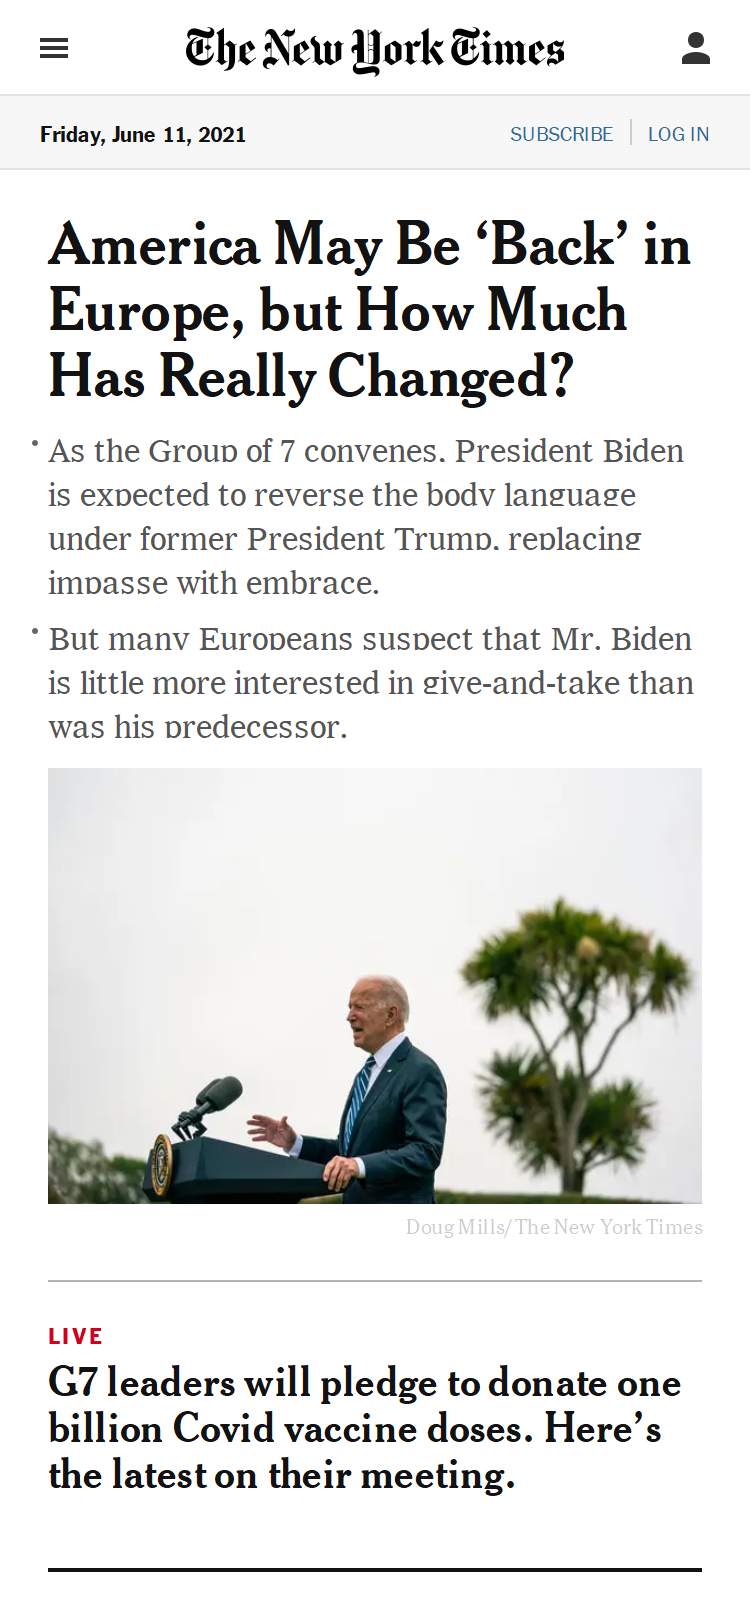 The New York Times
Friday, June 11, 2021
SUBSCRIBE
LOG IN
America May Be ‘Back’ in
Europe, but How Much
Has Really Changed?
• As the Group of 7 convenes, President Biden
is expected to reverse the body language
under former President Trump, replacing
impasse with embrace.
• But many Europeans suspect that Mr. Biden
is little more interested in give-and-take than
was his predecessor.
Doug Mills/The New York Times
LIVE
G7 leaders will pledge to donate one
billion Covid vaccine doses. Here’s
the latest on their meeting.